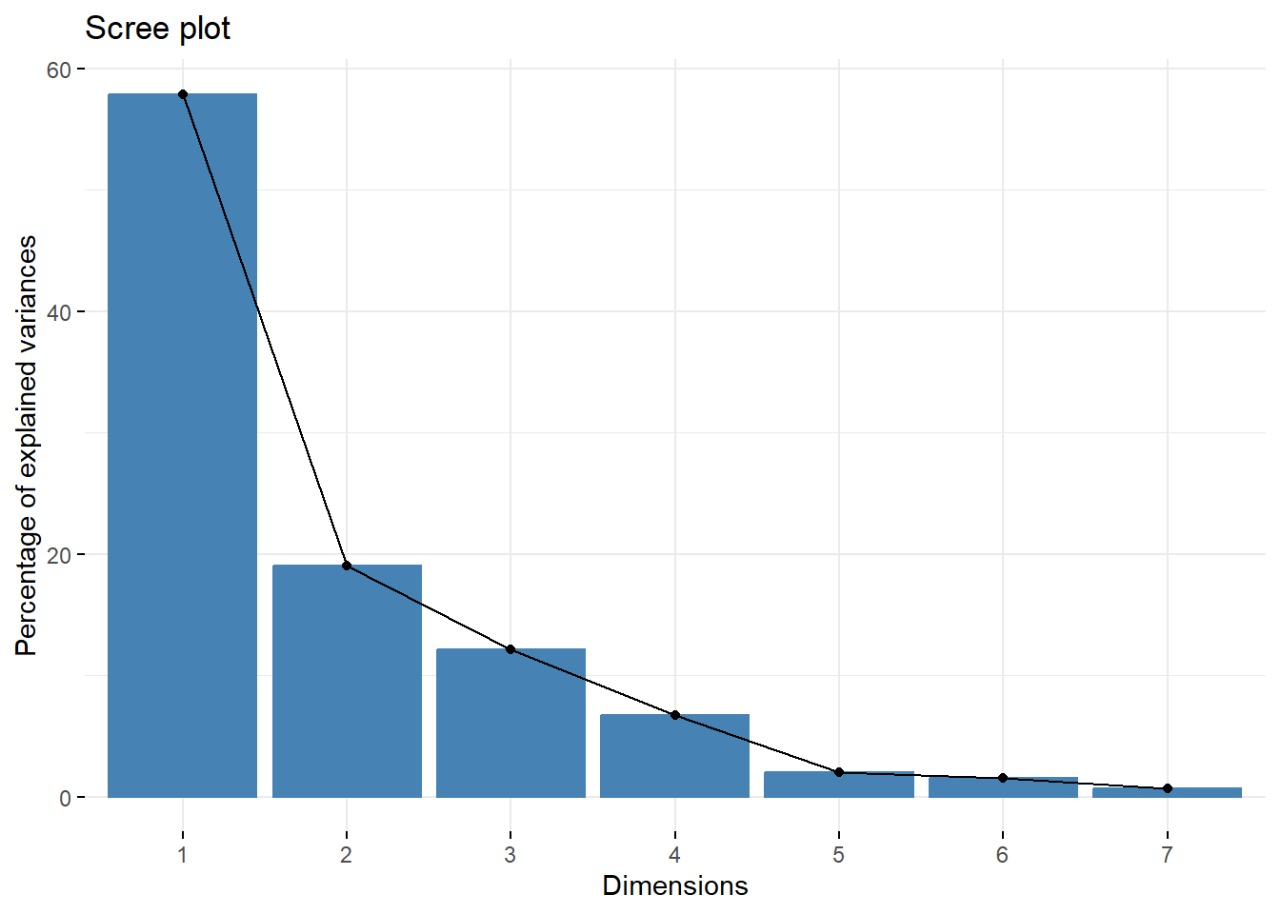 Scree plot
60
40
20
0
Percentage of explained variances
1 2 3 4 5 6 7
Dimensions